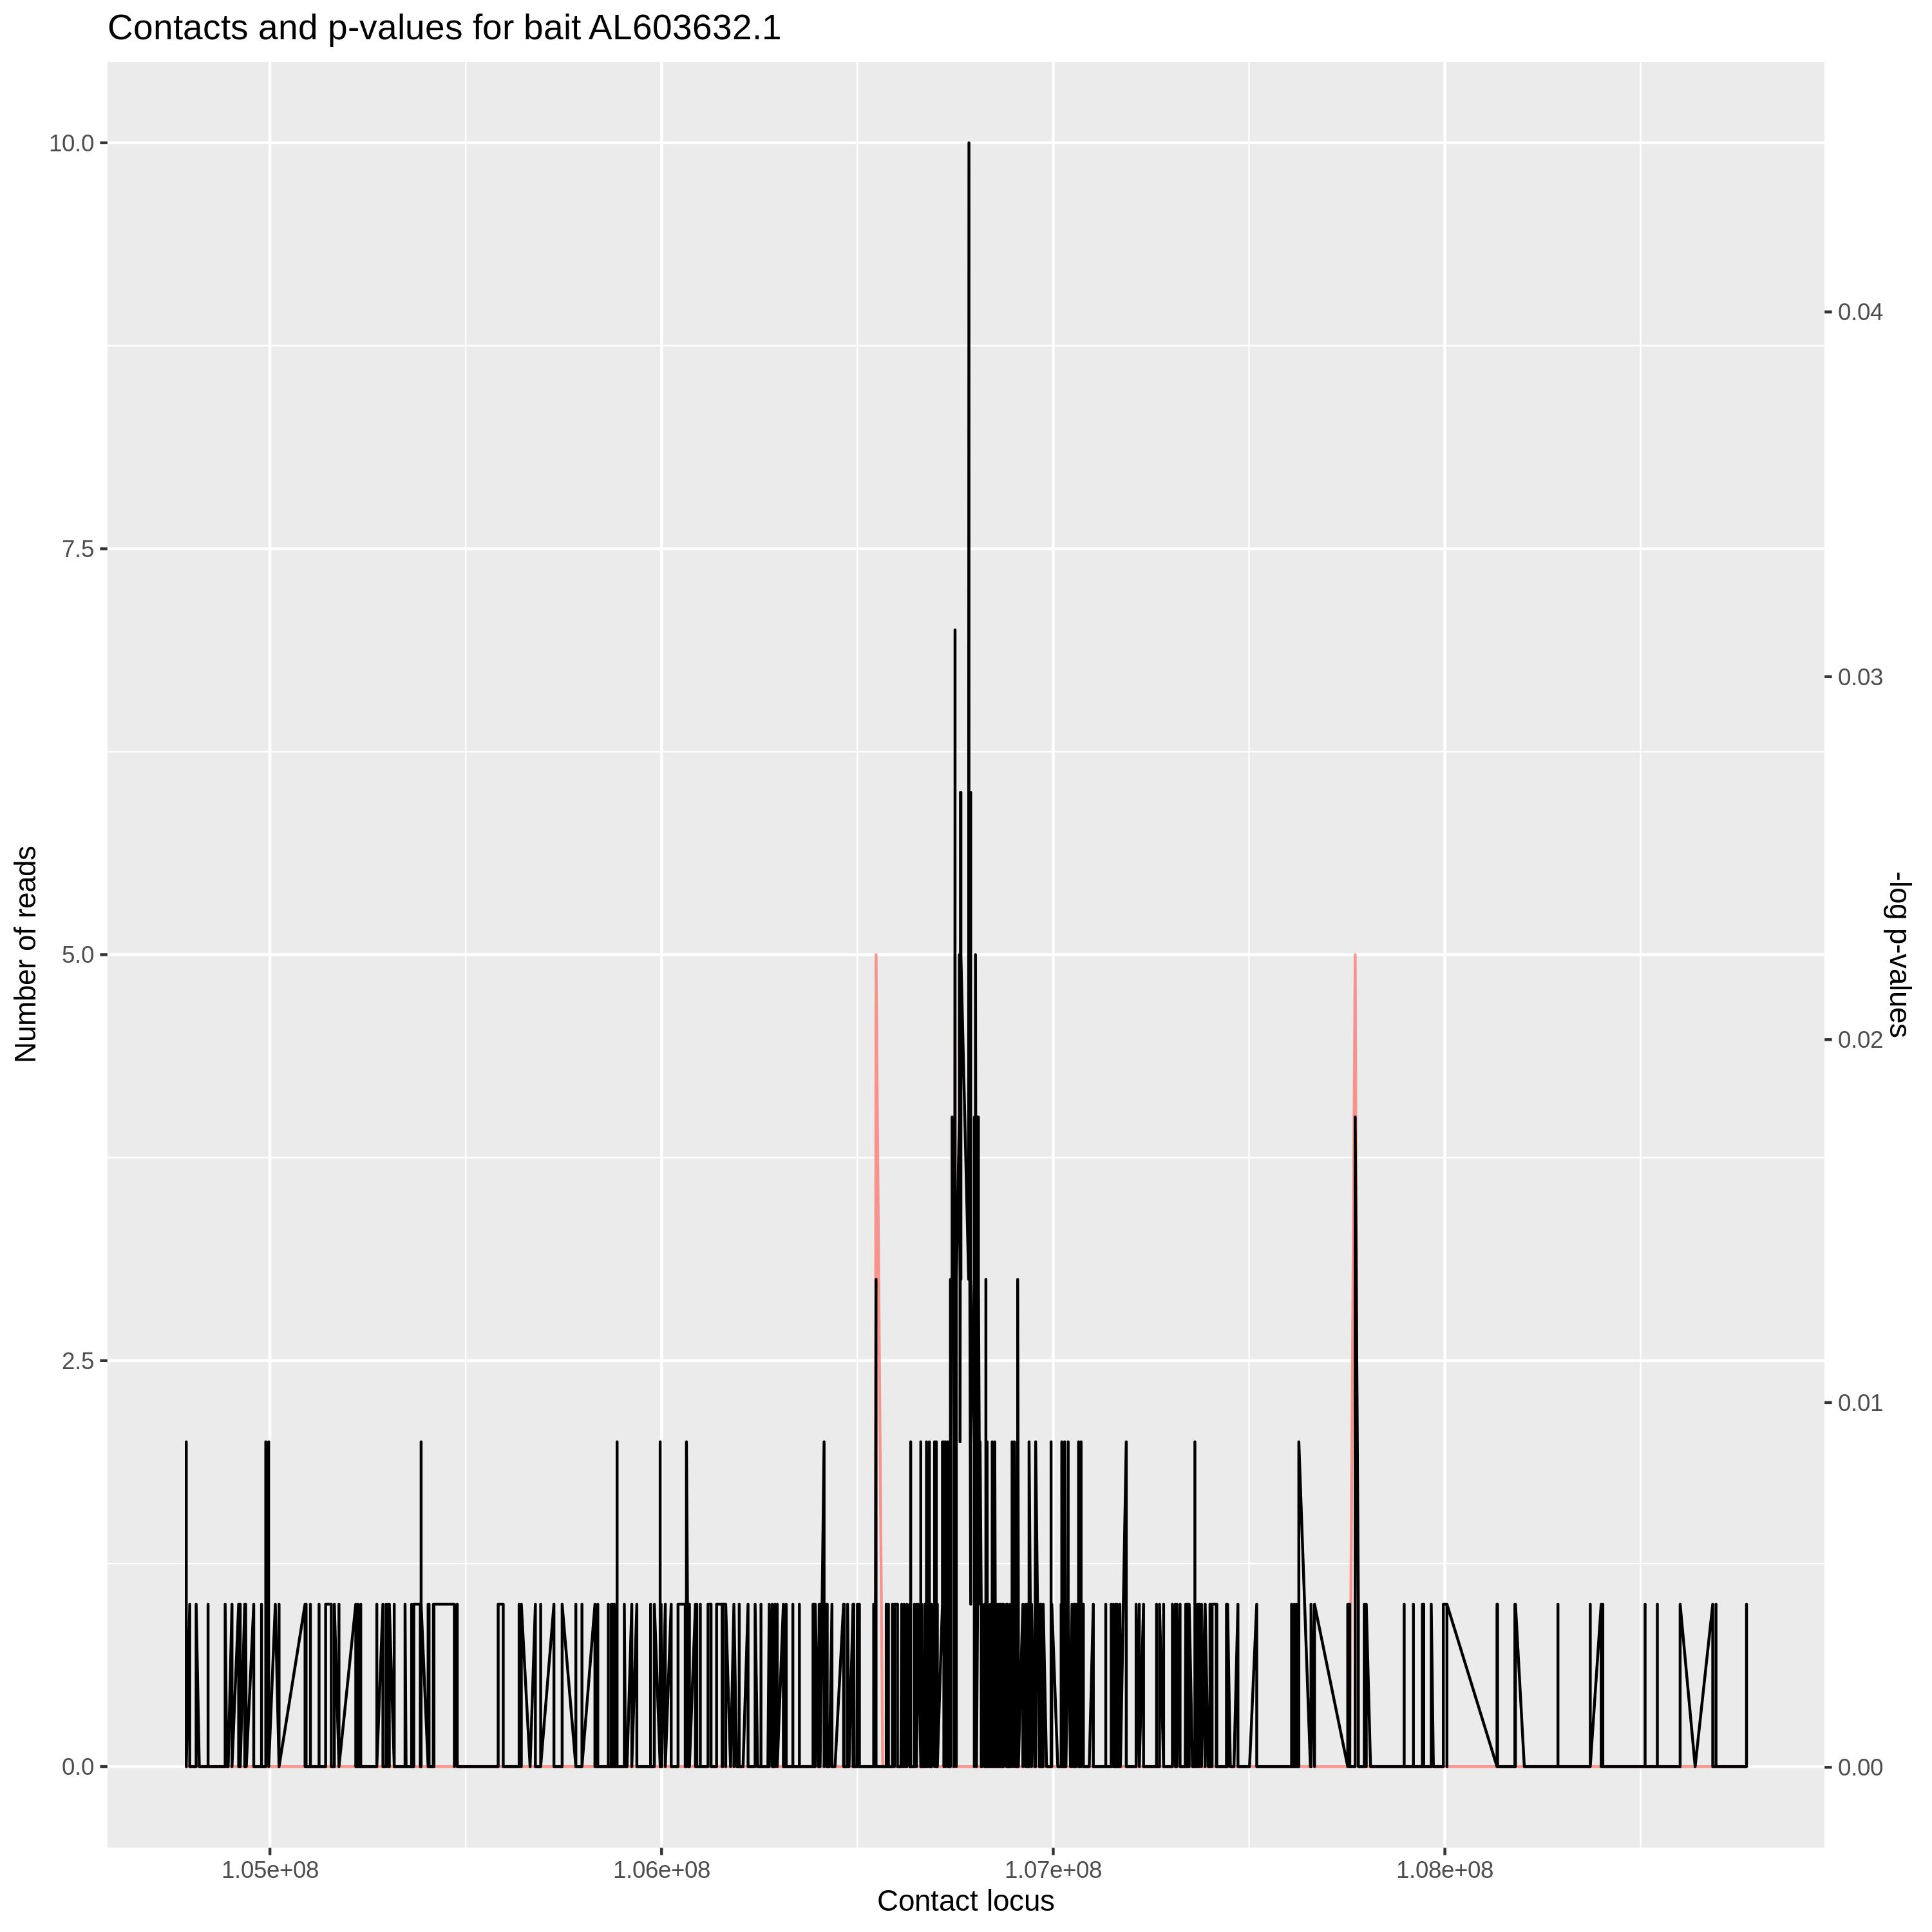 Contacts and p-values for bait AL603632.1
10.0
7.5
5.0
2.5
0.0
Number of reads
0.04
0.03
0.02
0.01
0.00
-log p-values
1.05e+08
1.06e+08
1.07e+08
1.08e+08
Contact locus